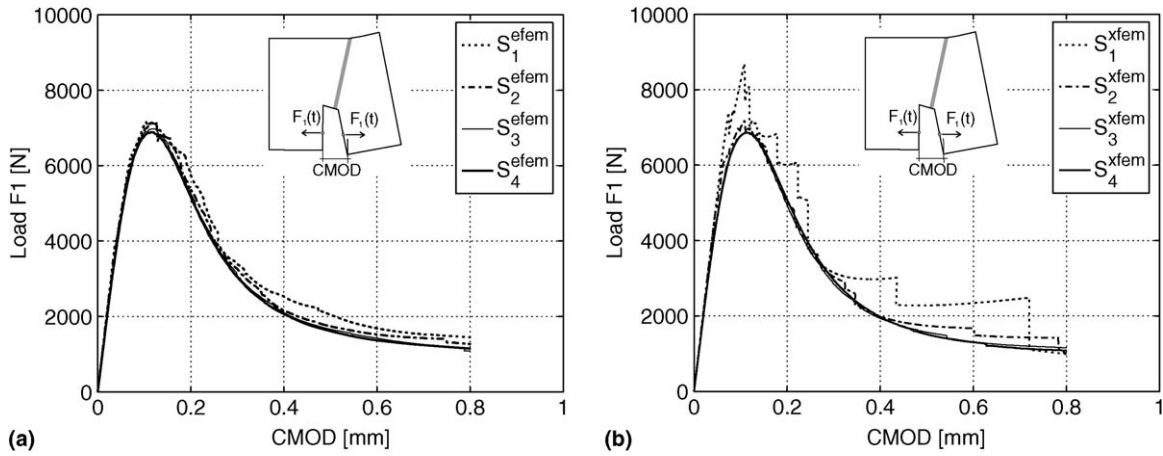 10000
8000
6000
4000
2000
0
Load F1 [N]
0
0.2
0.4
0.6
0.8
1
CMOD [mm]
(a)
F₁(t)
F₁(t)
CMOD
S₁ᵉᶠᵉᵐ
S₂ᵉᶠᵉᵐ
S₃ᵉᶠᵉᵐ
S₄ᵉᶠᵉᵐ
10000
8000
6000
4000
2000
0
Load F1 [N]
0
0.2
0.4
0.6
0.8
1
CMOD [mm]
(b)
F₁(t)
F₁(t)
CMOD
S₁ˣᶠᵉᵐ
S₂ˣᶠᵉᵐ
S₃ˣᶠᵉᵐ
S₄ˣᶠᵉᵐ